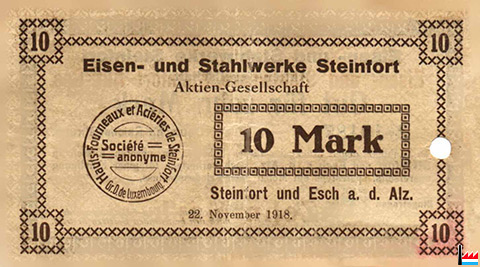 10
10
Eisen- und Stahlwerke Steinfort
Aktien-Gesellschaft
Hauts-Fourneaux et Aciéries de Steinfort
Société
anonyme
Gr. D. de Luxembourg
10 Mark
Steinfort und Esch a. d. Alz.
22. November 1918.
10
10